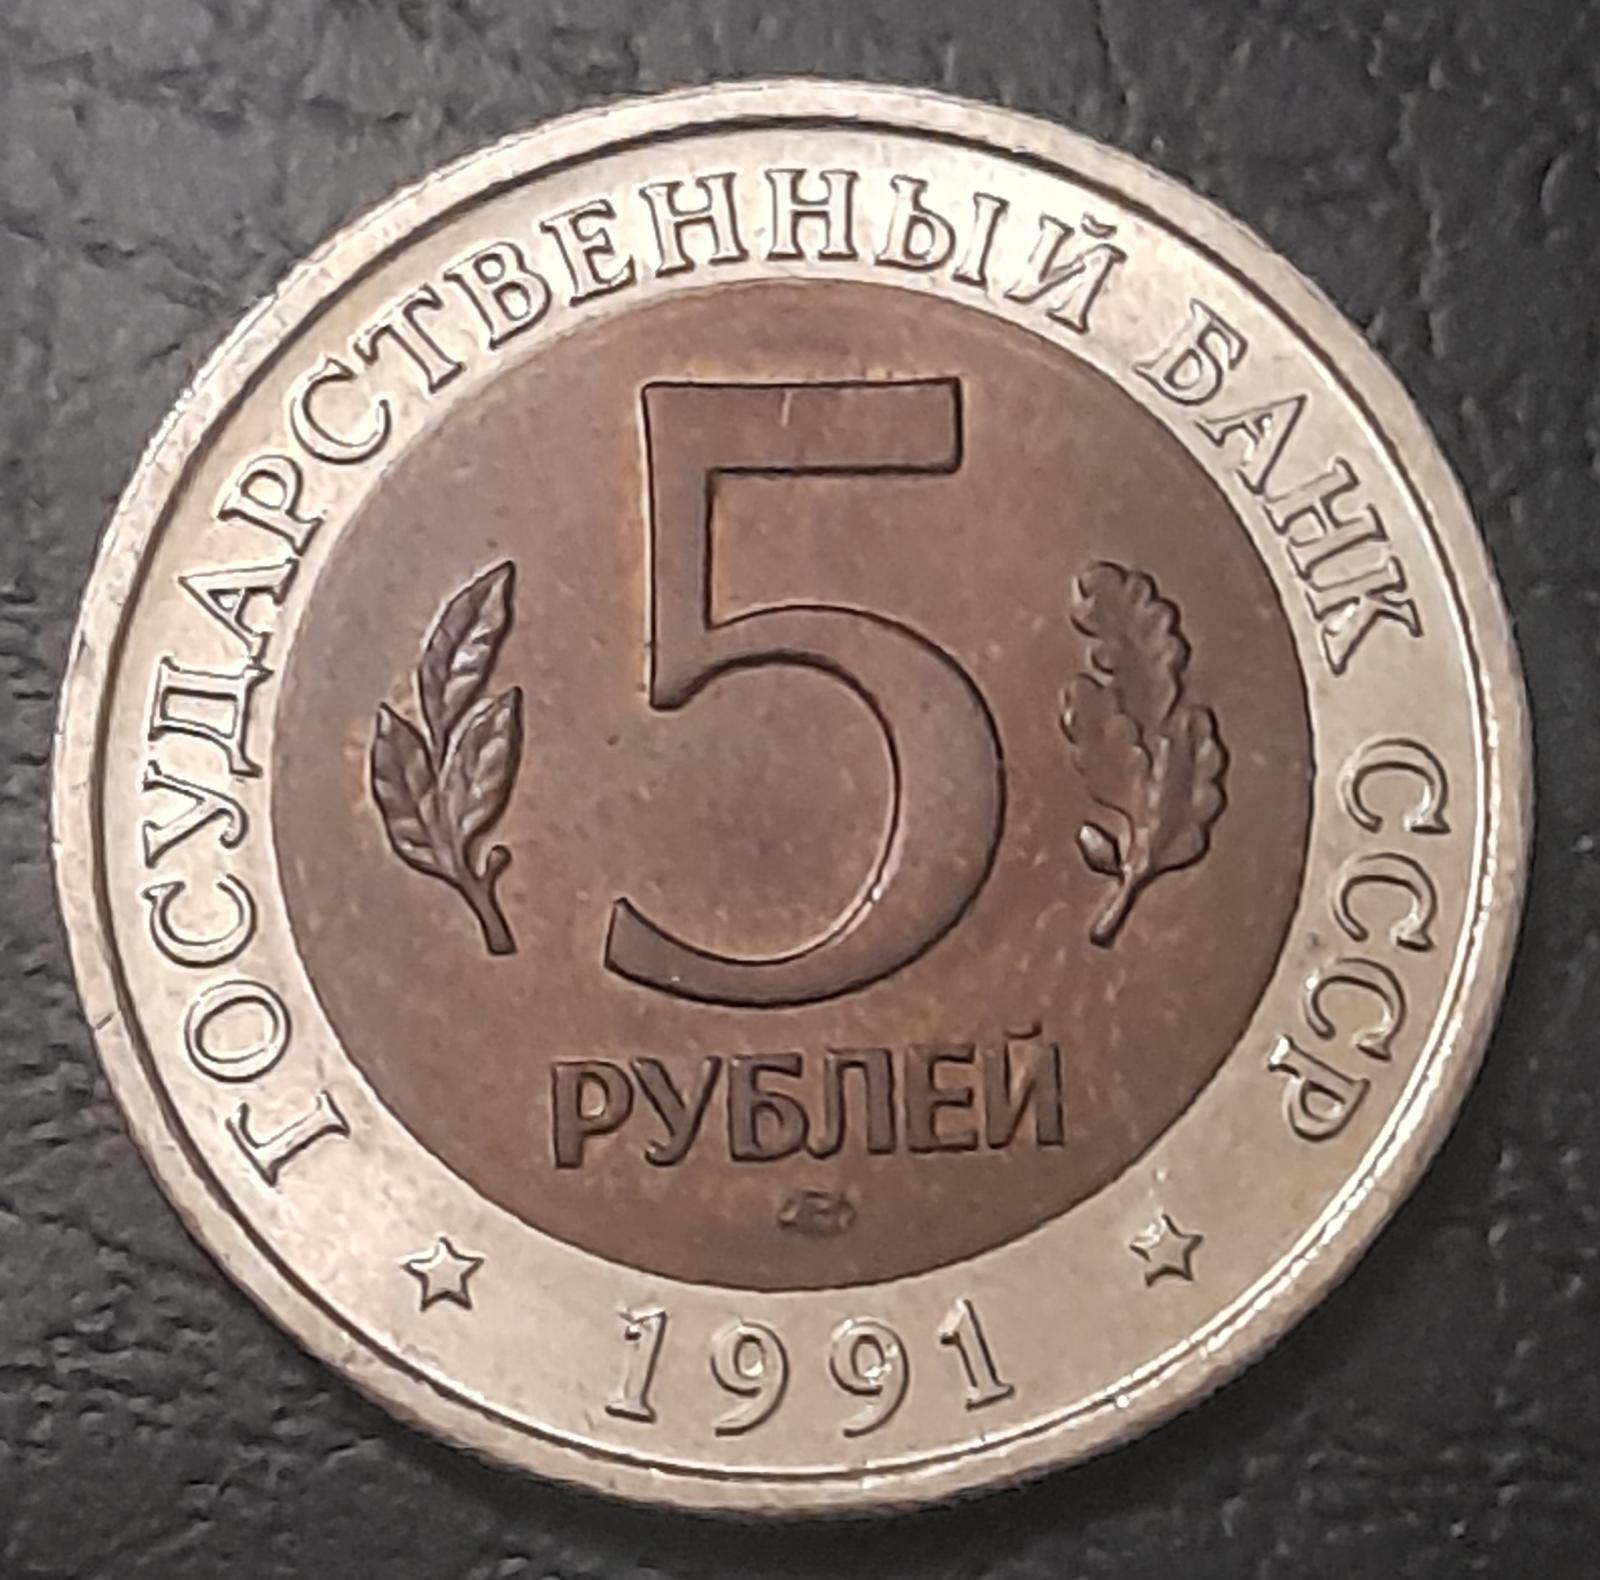 ГОСУДАРСТВЕННЫЙ БАНК СССР
5
РУБЛЕЙ
1991